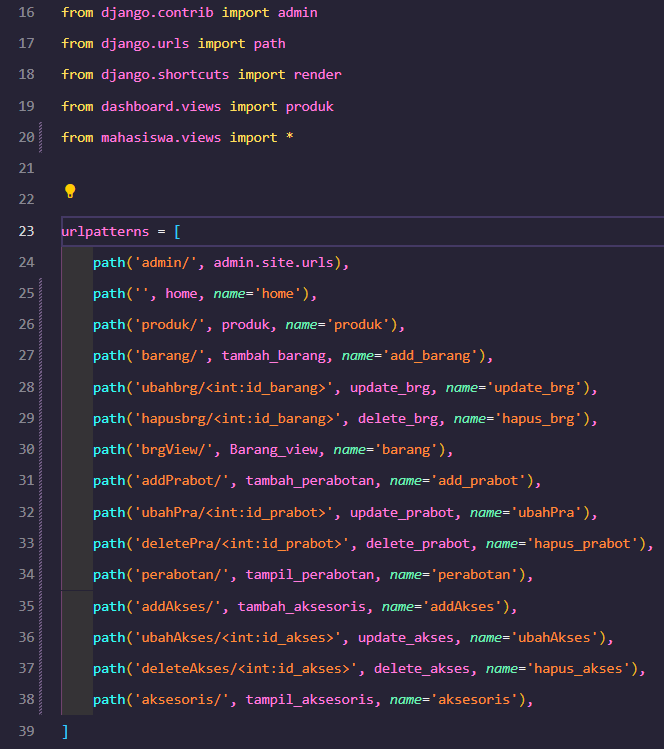 16 from django.contrib import admin
17 from django.urls import path
18 from django.shortcuts import render
19 from dashboard.views import produk
20 from mahasiswa.views import *
21
22
23 urlpatterns = [
24     path('admin/', admin.site.urls),
25     path('', home, name='home'),
26     path('produk/', produk, name='produk'),
27     path('barang/', tambah_barang, name='add_barang'),
28     path('ubahbrg/<int:id_barang>', update_brg, name='update_brg'),
29     path('hapusbrg/<int:id_barang>', delete_brg, name='hapus_brg'),
30     path('brgView/', Barang_view, name='barang'),
31     path('addPrabot/', tambah_perabotan, name='add_prabot'),
32     path('ubahPra/<int:id_prabot>', update_prabot, name='ubahPra'),
33     path('deletePra/<int:id_prabot>', delete_prabot, name='hapus_prabot'),
34     path('perabotan/', tampil_perabotan, name='perabotan'),
35     path('addAkses/', tambah_aksesoris, name='addAkses'),
36     path('ubahAkses/<int:id_akses>', update_akses, name='ubahAkses'),
37     path('deleteAkses/<int:id_akses>', delete_akses, name='hapus_akses'),
38     path('aksesoris/', tampil_aksesoris, name='aksesoris'),
39 ]